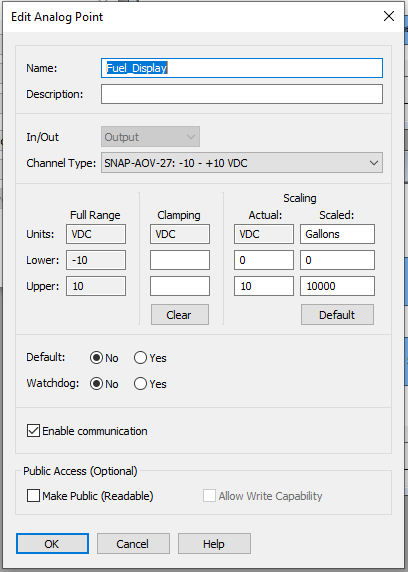 Edit Analog Point
Name: Fuel_Display
Description:
In/Out Output
Channel Type: SNAP-AOV-27: -10 - +10 VDC
Scaling
Full Range Clamping Actual: Scaled:
Units: VDC VDC VDC Gallons
Lower: -10 0 0
Upper: 10 10 10000
Clear Default
Default: No Yes
Watchdog: No Yes
Enable communication
Public Access (Optional)
Make Public (Readable) Allow Write Capability
OK Cancel Help